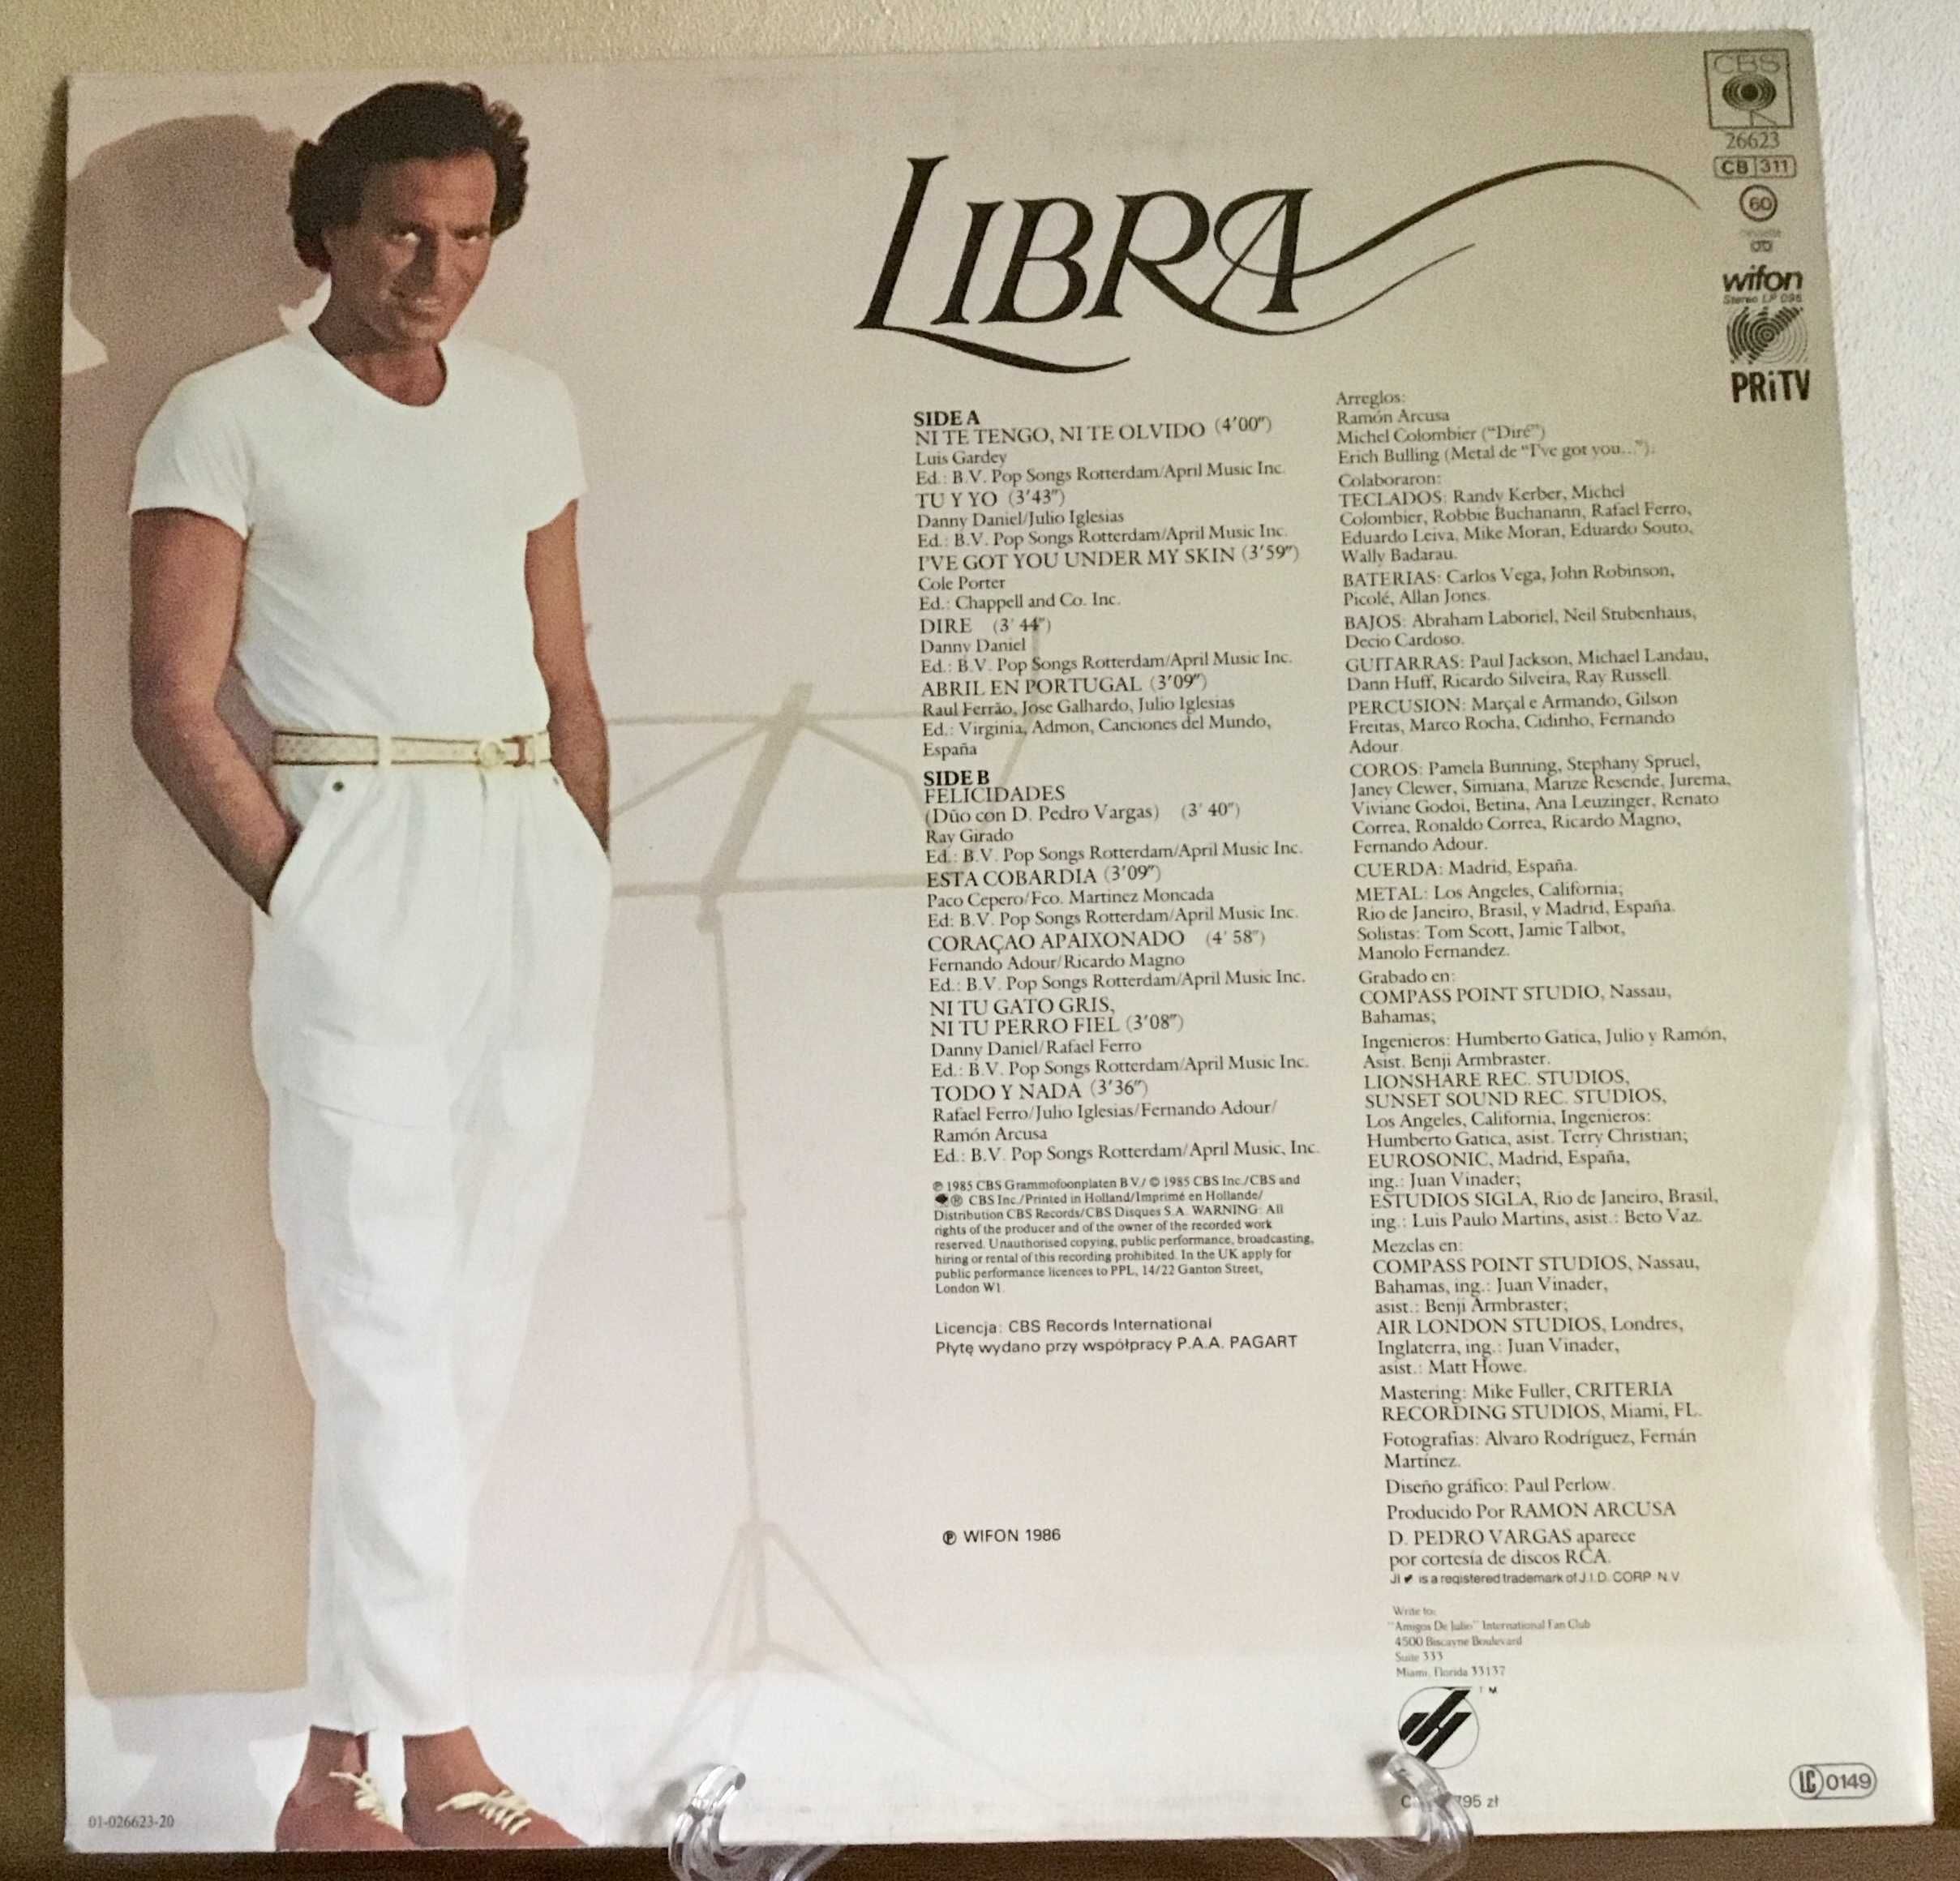 CBS
26623
CB 311
60
wifon
Stereo LP 096
PRiTV
LIBRA
SIDE A
NI TE TENGO, NI TE OLVIDO (4'00")
Luis Gardey
Ed.: B.V. Pop Songs Rotterdam/April Music Inc.
TU Y YO (3'43")
Danny Daniel/Julio Iglesias
Ed.: B.V. Pop Songs Rotterdam/April Music Inc.
I'VE GOT YOU UNDER MY SKIN (3'59")
Cole Porter
Ed.: Chappell and Co. Inc.
DIRE (3' 44")
Danny Daniel
Ed.: B.V. Pop Songs Rotterdam/April Music Inc.
ABRIL EN PORTUGAL (3'09")
Raul Ferrão, Jose Galhardo, Julio Iglesias
Ed.: Virginia, Admon, Canciones del Mundo,
España
SIDE B
FELICIDADES
(Dúo con D. Pedro Vargas) (3' 40")
Ray Girado
Ed.: B.V. Pop Songs Rotterdam/April Music Inc.
ESTA COBARDIA (3'09")
Paco Cepero/Fco. Martinez Moncada
Ed: B.V. Pop Songs Rotterdam/April Music Inc.
CORAÇAO APAIXONADO (4' 58")
Fernando Adour/Ricardo Magno
Ed.: B.V. Pop Songs Rotterdam/April Music Inc.
NI TU GATO GRIS,
NI TU PERRO FIEL (3'08")
Danny Daniel/Rafael Ferro
Ed.: B.V. Pop Songs Rotterdam/April Music Inc.
TODO Y NADA (3'36")
Rafael Ferro/Julio Iglesias/Fernando Adour/
Ramón Arcusa
Ed.: B.V. Pop Songs Rotterdam/April Music, Inc.
℗ 1985 CBS Grammofoonplaten B.V./ © 1985 CBS Inc./CBS and
® CBS Inc./Printed in Holland/Imprimé en Hollande/
Distribution CBS Records/CBS Disques S.A. WARNING: All
rights of the producer and of the owner of the recorded work
reserved. Unauthorised copying, public performance, broadcasting,
hiring or rental of this recording prohibited. In the UK apply for
public performance licences to PPL, 14/22 Ganton Street,
London W1.
Licencja: CBS Records International
Płytę wydano przy współpracy P.A.A. PAGART
℗ WIFON 1986
Arreglos:
Ramón Arcusa
Michel Colombier ("Diré")
Erich Bulling (Metal de "I've got you...").
Colaboraron:
TECLADOS: Randy Kerber, Michel
Colombier, Robbie Buchanann, Rafael Ferro,
Eduardo Leiva, Mike Moran, Eduardo Souto,
Wally Badarau.
BATERIAS: Carlos Vega, John Robinson,
Picolé, Allan Jones.
BAJOS: Abraham Laboriel, Neil Stubenhaus,
Decio Cardoso.
GUITARRAS: Paul Jackson, Michael Landau,
Dann Huff, Ricardo Silveira, Ray Russell.
PERCUSION: Marçal e Armando, Gilson
Freitas, Marco Rocha, Cidinho, Fernando
Adour.
COROS: Pamela Bunning, Stephany Spruel,
Janey Clewer, Simiana, Marize Resende, Jurema,
Viviane Godoi, Betina, Ana Leuzinger, Renato
Correa, Ronaldo Correa, Ricardo Magno,
Fernando Adour.
CUERDA: Madrid, España.
METAL: Los Angeles, California;
Rio de Janeiro, Brasil, y Madrid, España.
Solistas: Tom Scott, Jamie Talbot,
Manolo Fernandez.
Grabado en:
COMPASS POINT STUDIO, Nassau,
Bahamas;
Ingenieros: Humberto Gatica, Julio y Ramón,
Asist. Benji Armbraster.
LIONSHARE REC. STUDIOS,
SUNSET SOUND REC. STUDIOS,
Los Angeles, California, Ingenieros:
Humberto Gatica, asist. Terry Christian;
EUROSONIC, Madrid, España,
ing.: Juan Vinader;
ESTUDIOS SIGLA, Rio de Janeiro, Brasil,
ing.: Luis Paulo Martins, asist.: Beto Vaz.
Mezclas en:
COMPASS POINT STUDIOS, Nassau,
Bahamas, ing.: Juan Vinader,
asist.: Benji Armbraster;
AIR LONDON STUDIOS, Londres,
Inglaterra, ing.: Juan Vinader,
asist.: Matt Howe.
Mastering: Mike Fuller, CRITERIA
RECORDING STUDIOS, Miami, FL.
Fotografias: Alvaro Rodríguez, Fernán
Martínez.
Diseño gráfico: Paul Perlow.
Producido Por RAMON ARCUSA
D. PEDRO VARGAS aparece
por cortesía de discos RCA.
JI is a registered trademark of J.I.D. CORP. N.V.
Write to:
"Amigos De Julio" International Fan Club
4500 Biscayne Boulevard
Suite 333
Miami, Florida 33137
TM
795 zł
LC 0149
01-026623-20